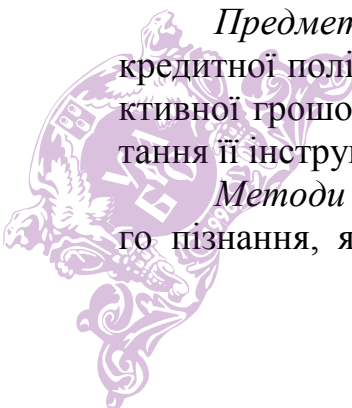 Предмет
кредитної полі
ктивної грошо
тання її інстру
Методи
го пізнання, я